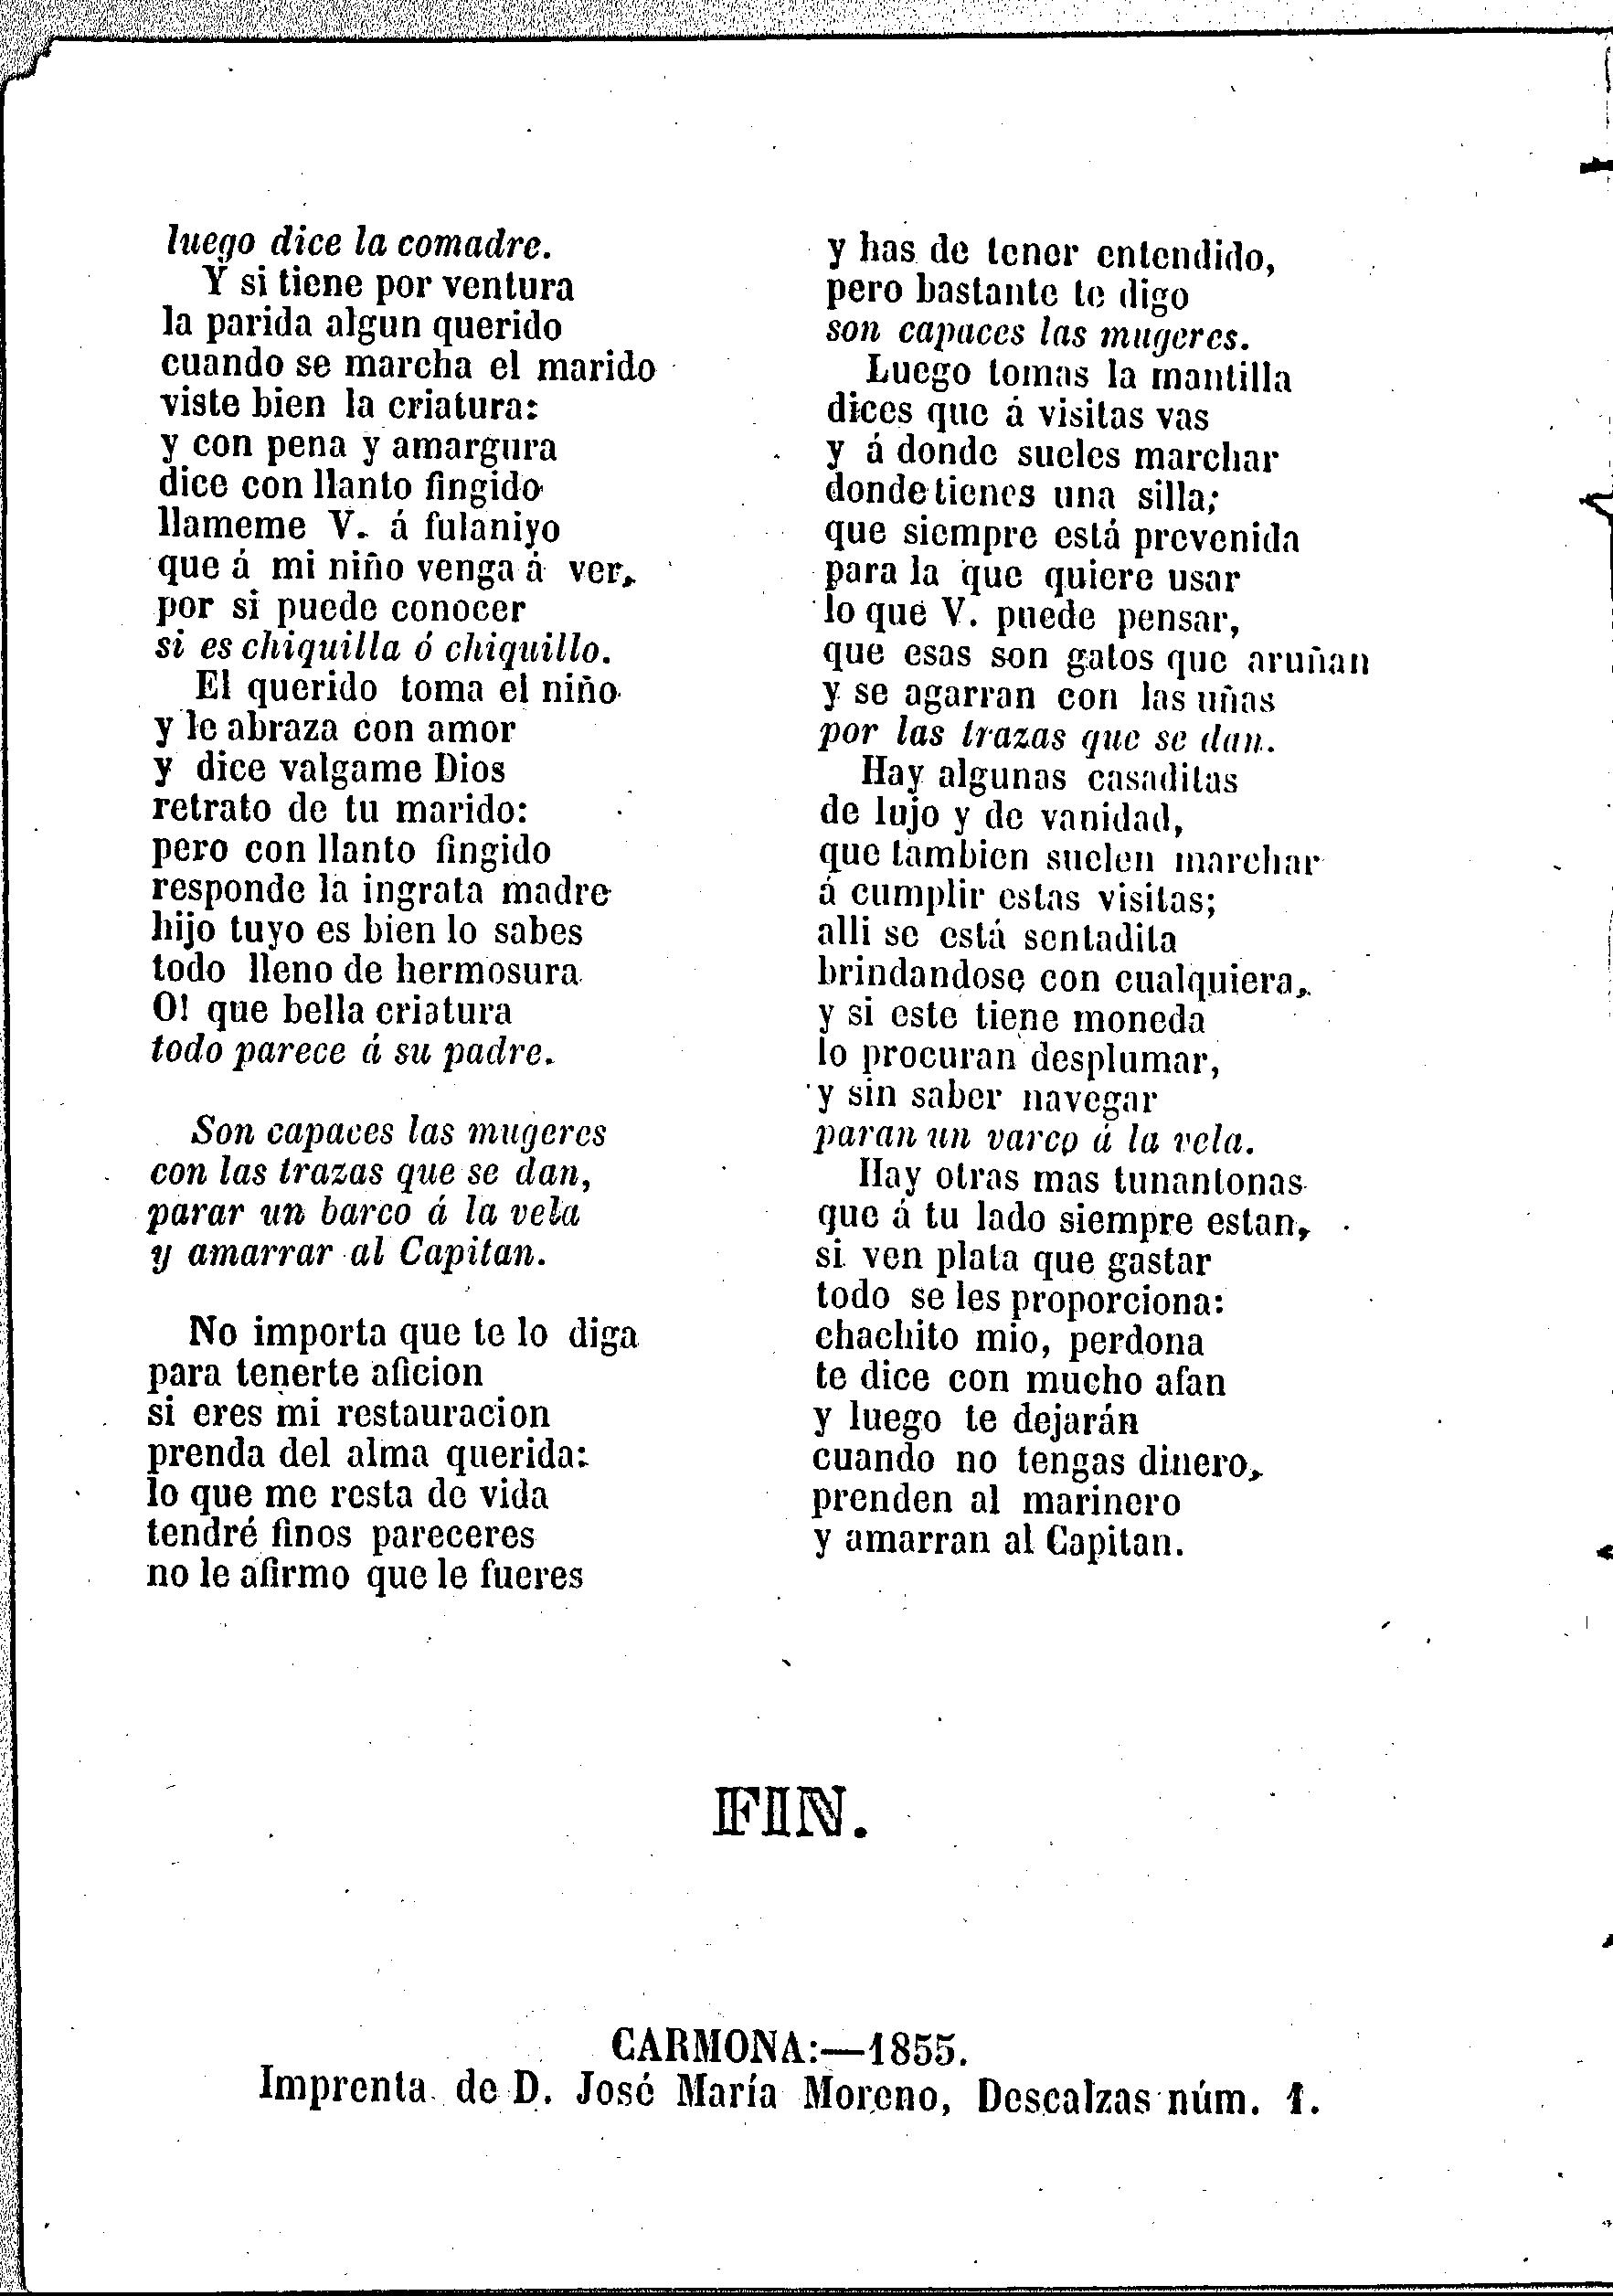 luego dice la comadre.
Y si tiene por ventura
la parida algun querido
cuando se marcha el marido
viste bien la criatura:
y con pena y amargura
dice con llanto fingido
llameme V. á fulaniyo
que á mi niño venga á ver,
por si puede conocer
si es chiquilla ó chiquillo.
El querido toma el niño
y le abraza con amor
y dice valgame Dios
retrato de tu marido:
pero con llanto fingido
responde la ingrata madre
hijo tuyo es bien lo sabes
todo lleno de hermosura
O! que bella criatura
todo parece á su padre.
Son capaces las mugeres
con las trazas que se dan,
parar un barco á la vela
y amarrar al Capitan.
No importa que te lo diga
para tenerte aficion
si eres mi restauracion
prenda del alma querida:
lo que me resta de vida
tendré finos pareceres
no le afirmo que le fueres
y has de tener entendido,
pero bastante te digo
son capaces las mugeres.
Luego tomas la mantilla
dices que á visitas vas
y á donde sueles marchar
donde tienes una silla;
que siempre está prevenida
para la que quiere usar
lo que V. puede pensar,
que esas son gatos que aruñan
y se agarran con las uñas
por las trazas que se dan.
Hay algunas casaditas
de lujo y de vanidad,
que tambien suelen marchar
á cumplir estas visitas;
alli se está sentadita
brindandose con cualquiera,
y si este tiene moneda
lo procuran desplumar,
y sin saber navegar
paran un varco á la vela.
Hay otras mas tunantonas
que á tu lado siempre estan,
si ven plata que gastar
todo se les proporciona:
chachito mio, perdona
te dice con mucho afan
y luego te dejarán
cuando no tengas dinero,
prenden al marinero
y amarran al Capitan.
FIN.
CARMONA:—1855.
Imprenta de D. José María Moreno, Descalzas núm. 1.